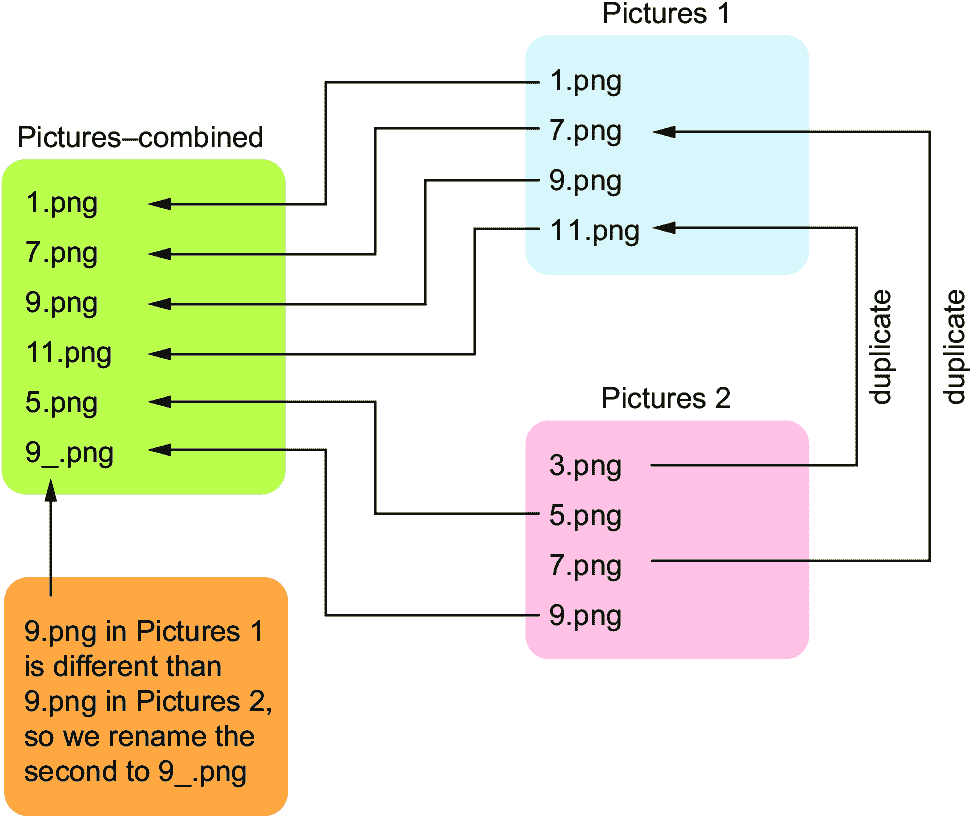 Pictures 1
1.png
7.png
9.png
11.png
Pictures–combined
1.png
7.png
9.png
11.png
5.png
9_.png
duplicate
duplicate
Pictures 2
3.png
5.png
7.png
9.png
9.png in Pictures 1
is different than
9.png in Pictures 2,
so we rename the
second to 9_.png